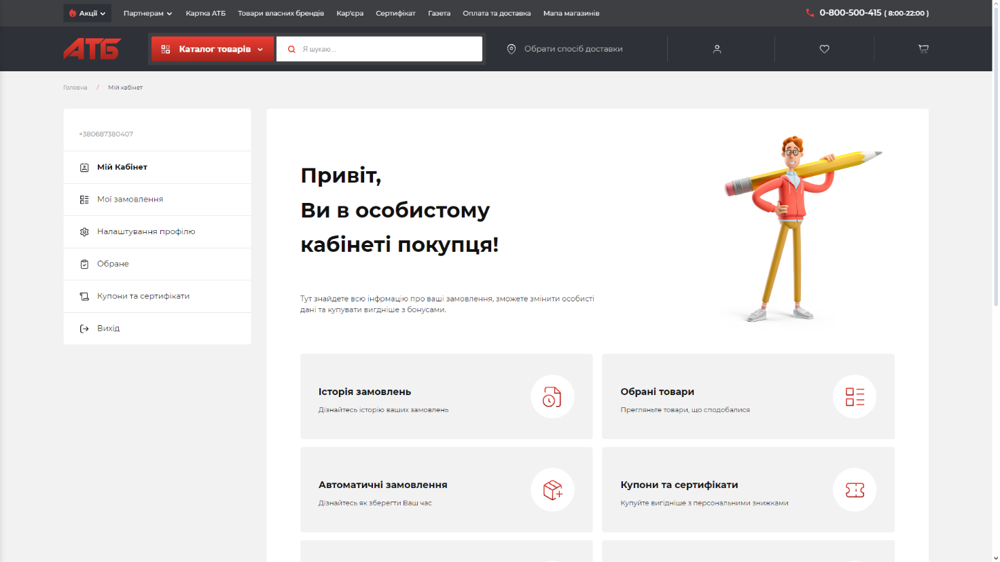 Акції
Партнерам
Картка АТБ
Товари власних брендів
Кар'єра
Сертифікат
Газета
Оплата та доставка
Мапа магазинів
0-800-500-415 ( 8:00-22:00 )
АТБ
Каталог товарів
Я шукаю...
Обрати спосіб доставки
Головна / Мій кабінет
+380687380407
Мій Кабінет
Мої замовлення
Налаштування профілю
Обране
Купони та сертифікати
Вихід
Привіт,
Ви в особистому
кабінеті покупця!
Тут знайдете всю інфрмацію про ваші замовлення, зможете змінити особисті
дані та купувати вигдніше з бонусами.
Історія замовлень
Дізнайтесь історію ваших замовлень
Обрані товари
Прегляньте товари, що сподобалися
Автоматичні замовлення
Дізнайтесь як зберегти Ваш час
Купони та сертифікати
Купуйте вигідніше з персональними знижками